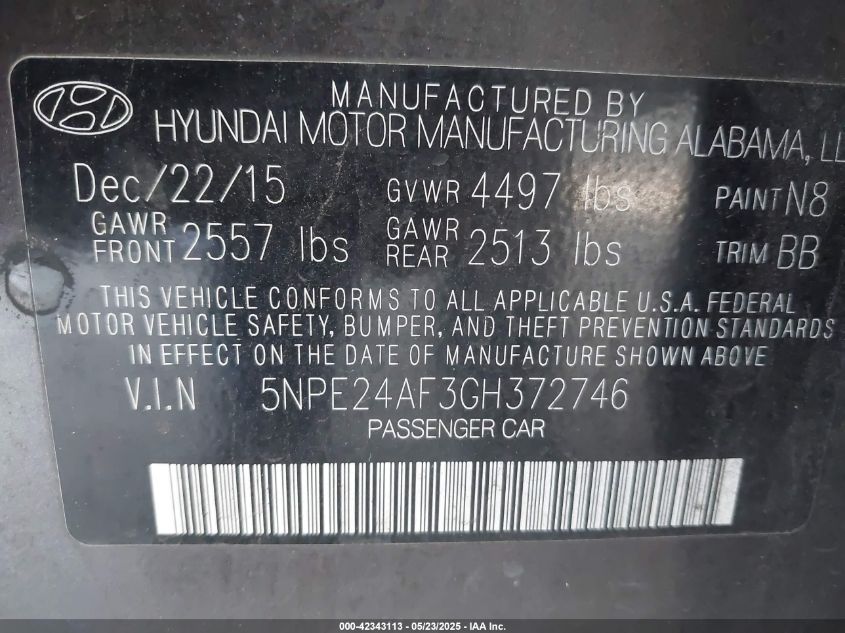 MANUFACTURED BY
HYUNDAI MOTOR MANUFACTURING ALABAMA, LL
Dec/22/15 GVWR 4497 lbs PAINT N8
GAWR FRONT 2557 lbs GAWR REAR 2513 lbs TRIM BB
THIS VEHICLE CONFORMS TO ALL APPLICABLE U.S.A. FEDERAL
MOTOR VEHICLE SAFETY, BUMPER, AND THEFT PREVENTION STANDARDS
IN EFFECT ON THE DATE OF MANUFACTURE SHOWN ABOVE
V.I.N 5NPE24AF3GH372746
PASSENGER CAR
000-42343113 - 05/23/2025 - IAA Inc.